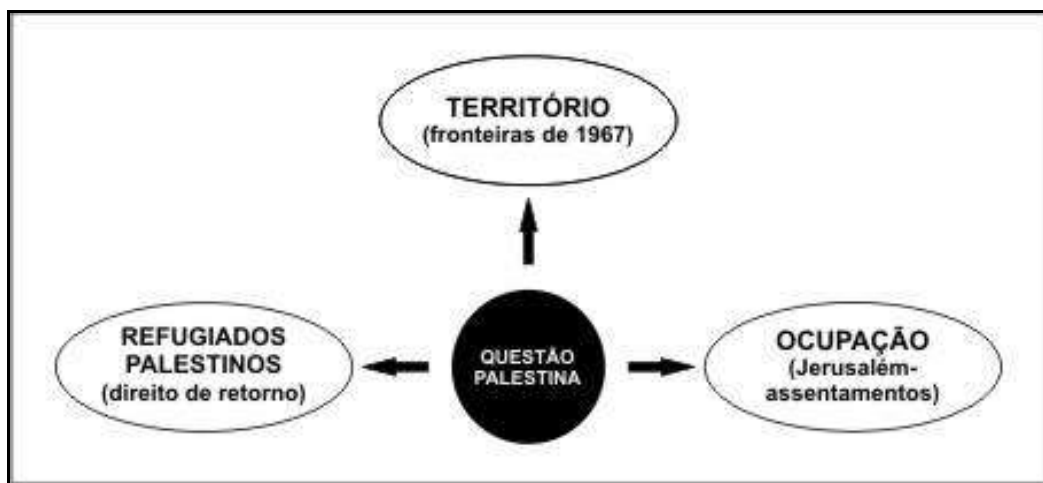 TERRITÓRIO
(fronteiras de 1967)
REFUGIADOS
PALESTINOS
(direito de retorno)
QUESTÃO
PALESTINA
OCUPAÇÃO
(Jerusalém-
assentamentos)